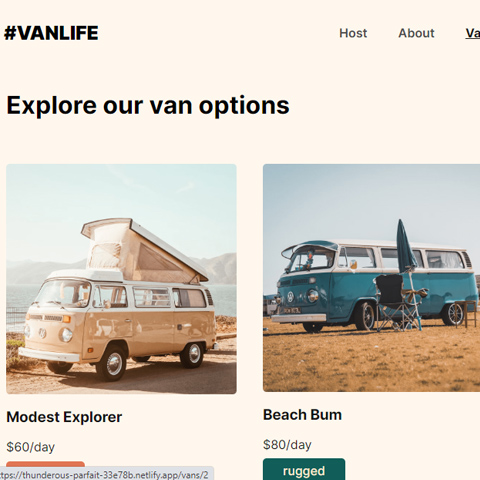 #VANLIFE
Host About Va
Explore our van options
Modest Explorer
$60/day
Beach Bum
$80/day
rugged
ttps://thunderous-parfait-33e78b.netlify.app/vans/2